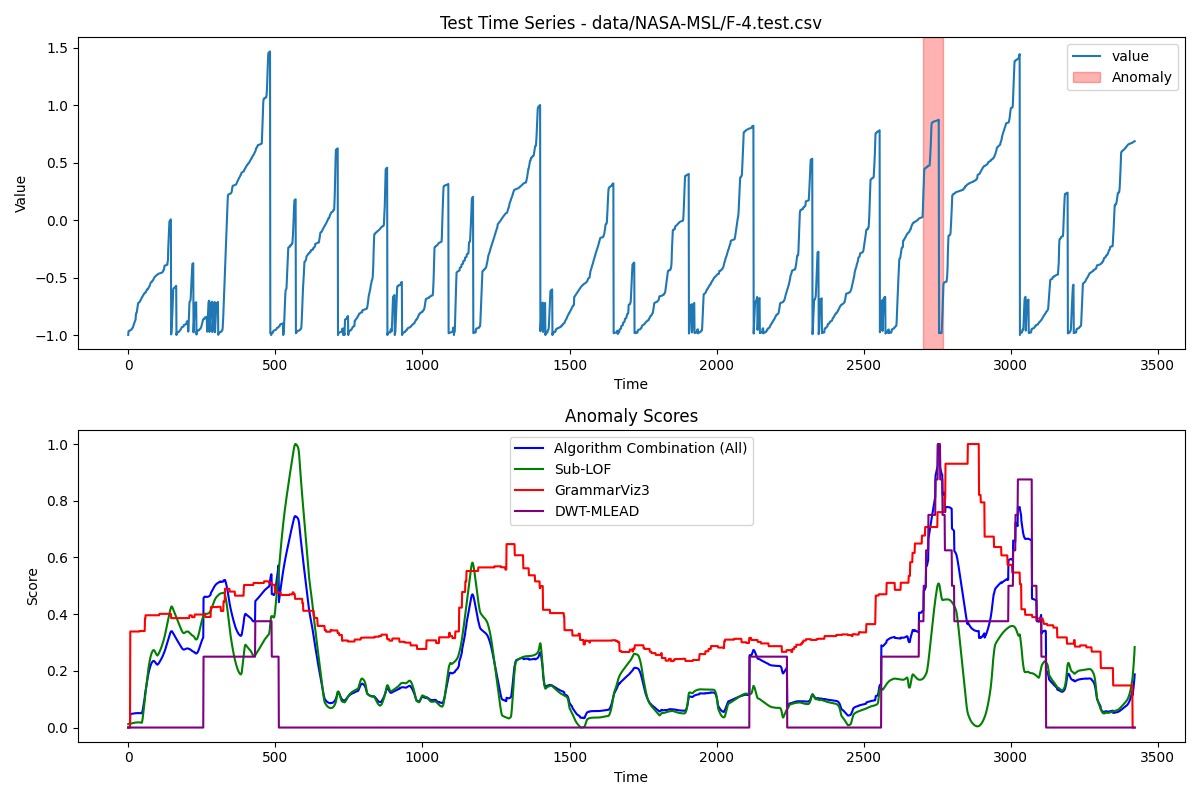 Test Time Series - data/NASA-MSL/F-4.test.csv
1.5
1.0
0.5
0.0
−0.5
−1.0
Value
value
Anomaly
0 500 1000 1500 2000 2500 3000 3500
Time
Anomaly Scores
1.0
0.8
0.6
0.4
0.2
0.0
Score
Algorithm Combination (All)
Sub-LOF
GrammarViz3
DWT-MLEAD
0 500 1000 1500 2000 2500 3000 3500
Time